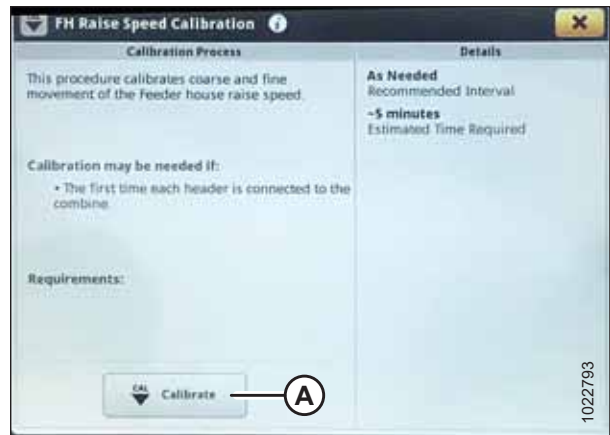 FH Raise Speed Calibration i
Calibration Process
Details
This procedure calibrates coarse and fine
movement of the Feeder house raise speed.
Calibration may be needed if:
• The first time each header is connected to the
combine.
Requirements:
As Needed
Recommended Interval
~5 minutes
Estimated Time Required
CAL Calibrate
A
1022793